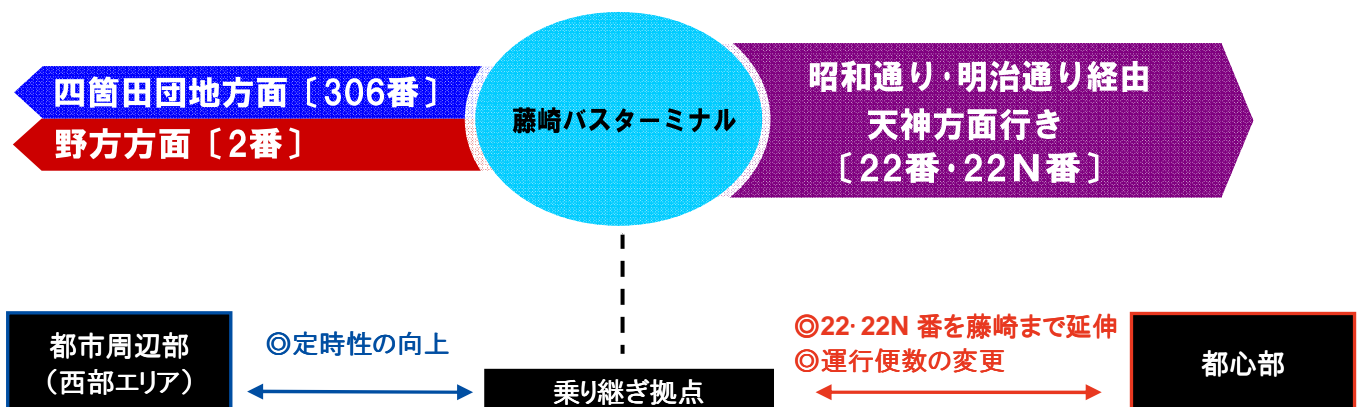 四箇田団地方面〔306番〕
野方方面〔2番〕
藤崎バスターミナル
昭和通り・明治通り経由
天神方面行き
〔22番・22N番〕
都市周辺部
（西部エリア）
◎定時性の向上
乗り継ぎ拠点
◎22・22N 番を藤崎まで延伸
◎運行便数の変更
都心部